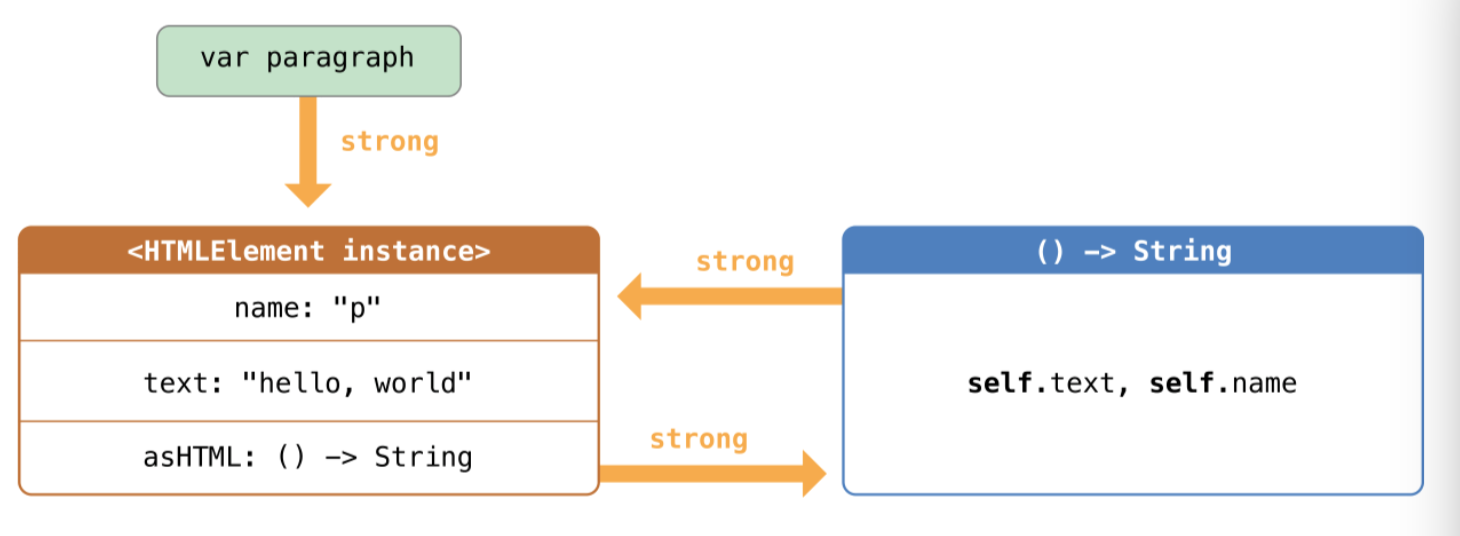 var paragraph
strong
<HTMLElement instance>
name: "p"
text: "hello, world"
asHTML: () -> String
strong
strong
() -> String
self.text, self.name